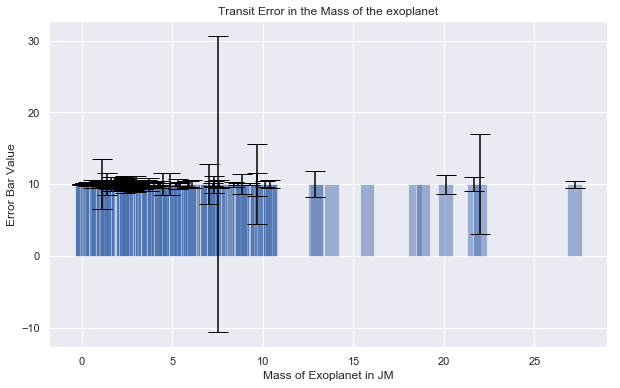 Transit Error in the Mass of the exoplanet
30
20
10
0
−10
Error Bar Value
0 5 10 15 20 25
Mass of Exoplanet in JM